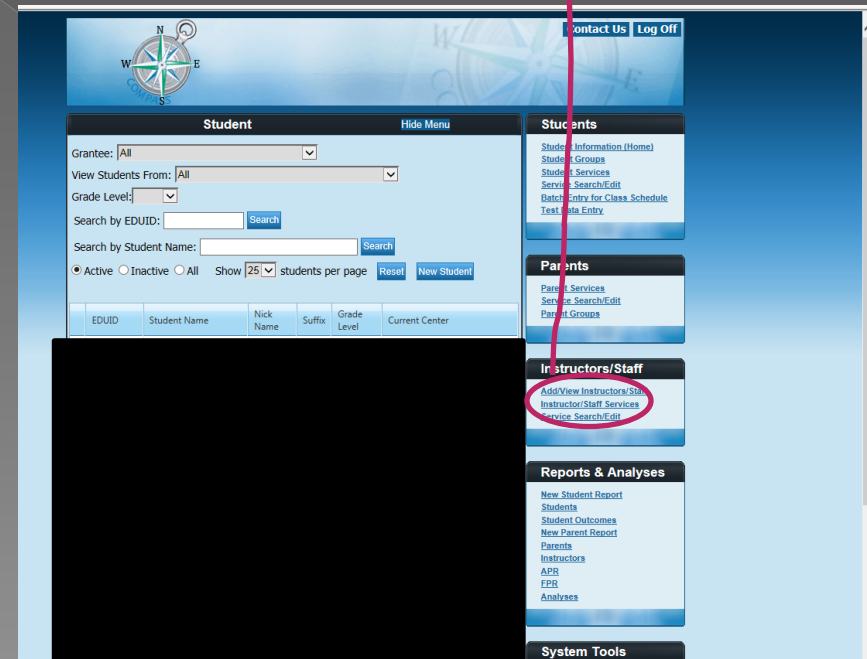 N
W
E
S
COMPASS
W
E
Contact Us Log Off
Student Hide Menu
Grantee: All
View Students From: All
Grade Level:
Search by EDUID: Search
Search by Student Name: Search
Active Inactive All Show 25 students per page Reset New Student
EDUID Student Name Nick Name Suffix Grade Level Current Center
Students
Student Information (Home)
Student Groups
Student Services
Service Search/Edit
Batch Entry for Class Schedule
Test Data Entry
Parents
Parent Services
Service Search/Edit
Parent Groups
Instructors/Staff
Add/View Instructors/Staff
Instructor/Staff Services
Service Search/Edit
Reports & Analyses
New Student Report
Students
Student Outcomes
New Parent Report
Parents
Instructors
APR
FPR
Analyses
System Tools